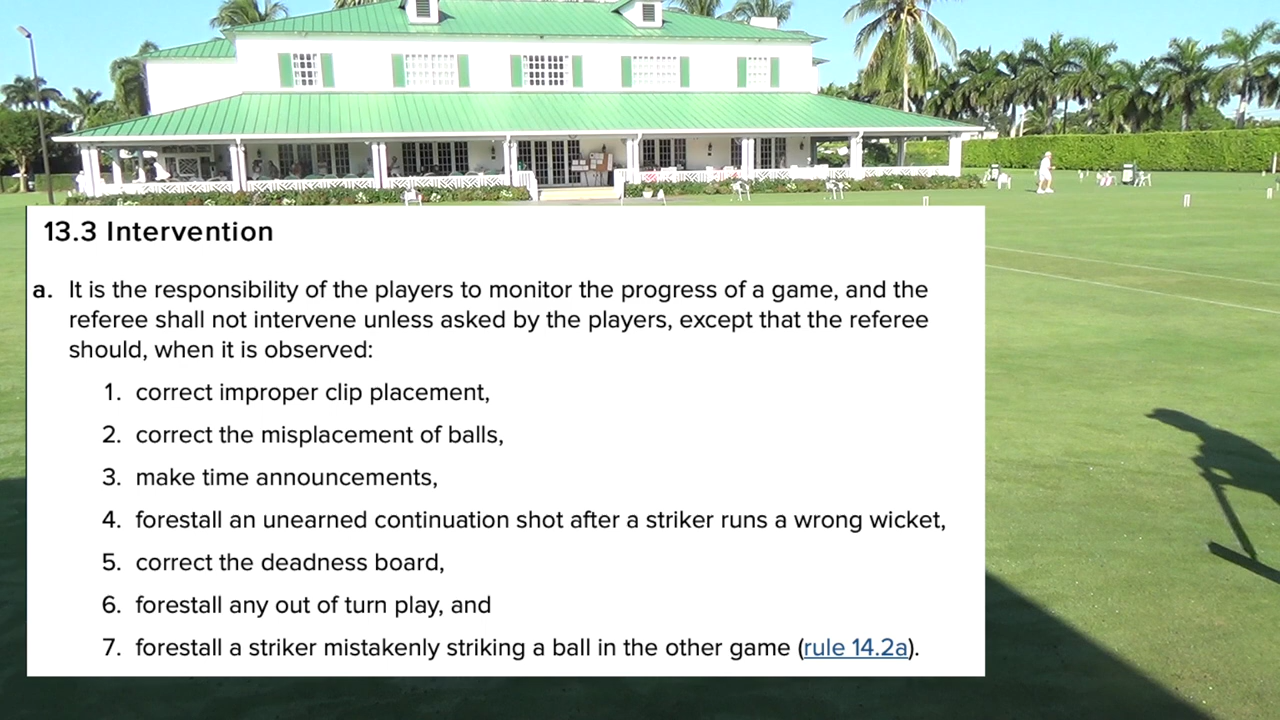 13.3 Intervention
a. It is the responsibility of the players to monitor the progress of a game, and the
referee shall not intervene unless asked by the players, except that the referee
should, when it is observed:
1. correct improper clip placement,
2. correct the misplacement of balls,
3. make time announcements,
4. forestall an unearned continuation shot after a striker runs a wrong wicket,
5. correct the deadness board,
6. forestall any out of turn play, and
7. forestall a striker mistakenly striking a ball in the other game (rule 14.2a).